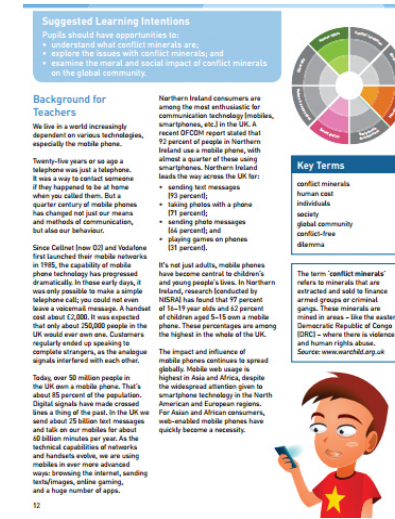 Suggested Learning Intentions
Pupils should have opportunities to:
• understand what conflict minerals are;
• explore the issues with conflict minerals; and
• examine the moral and social impact of conflict minerals
on the global community.
Background for
Teachers
We live in a world increasingly
dependent on various technologies,
especially the mobile phone.
Twenty-five years or so ago a
telephone was just a telephone.
It was a way to contact someone
if they happened to be at home
when you called them. But a
quarter century of mobile phones
has changed not just our means
and methods of communication,
but also our behaviour.
Since Cellnet (now O2) and Vodafone
first launched their mobile networks
in 1985, the capability of mobile
phone technology has progressed
dramatically. In those early days, it
was only possible to make a simple
telephone call; you could not even
leave a voicemail message. A handset
cost about £2,000. It was expected
that only about 250,000 people in the
UK would ever own one. Customers
regularly ended up speaking to
complete strangers, as the analogue
signals interfered with each other.
Today, over 50 million people in
the UK own a mobile phone. That's
about 85 percent of the population.
Digital signals have made crossed
lines a thing of the past. In the UK we
send about 25 billion text messages
and talk on our mobiles for about
60 billion minutes per year. As the
technical capabilities of networks
and handsets evolve, we are using
mobiles in ever more advanced
ways: browsing the internet, sending
texts/images, online gaming,
and a huge number of apps.
12
Northern Ireland consumers are
among the most enthusiastic for
communication technology (mobiles,
smartphones, etc.) in the UK. A
recent OFCOM report stated that
92 percent of people in Northern
Ireland use a mobile phone, with
almost a quarter of these using
smartphones. Northern Ireland
leads the way across the UK for:
• sending text messages
(93 percent);
• taking photos with a phone
(71 percent);
• sending photo messages
(64 percent); and
• playing games on phones
(31 percent).
It's not just adults, mobile phones
have become central to children's
and young people's lives. In Northern
Ireland, research (conducted by
NISRA) has found that 97 percent
of 16–19 year olds and 62 percent
of children aged 5–15 own a mobile
phone. These percentages are among
the highest in the whole of the UK.
The impact and influence of
mobile phones continues to spread
globally. Mobile web usage is
highest in Asia and Africa, despite
the widespread attention given to
smartphone technology in the North
American and European regions.
For Asian and African consumers,
web-enabled mobile phones have
quickly become a necessity.
Key Terms
conflict minerals
human cost
individuals
society
global community
conflict-free
dilemma
The term 'conflict minerals'
refers to minerals that are
extracted and sold to finance
armed groups or criminal
gangs. These minerals are
mined in areas – like the eastern
Democratic Republic of Congo
(DRC) – where there is violence
and human rights abuse.
Source: www.warchild.org.uk